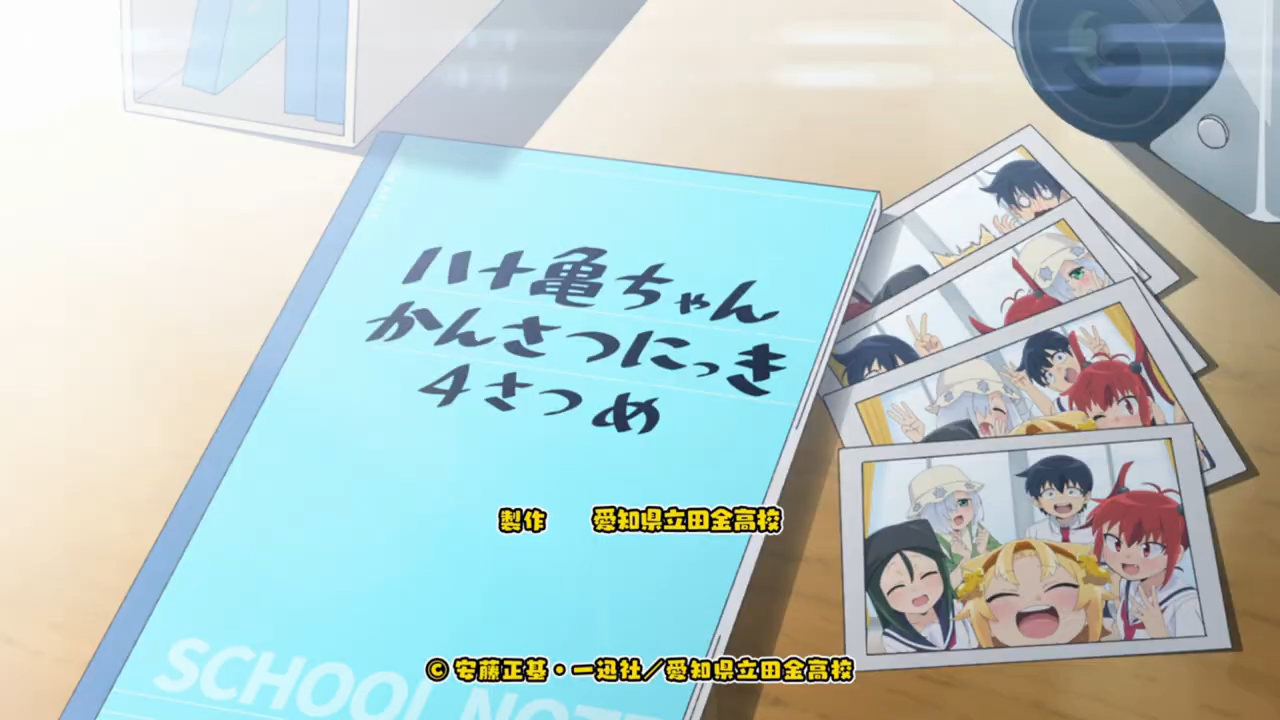 ハナ亀ちゃん
かんさつにっき
4さつめ
製作 愛知県立田金高校
SCHOOL NOTE
© 安藤正基・一迅社／愛知県立田金高校